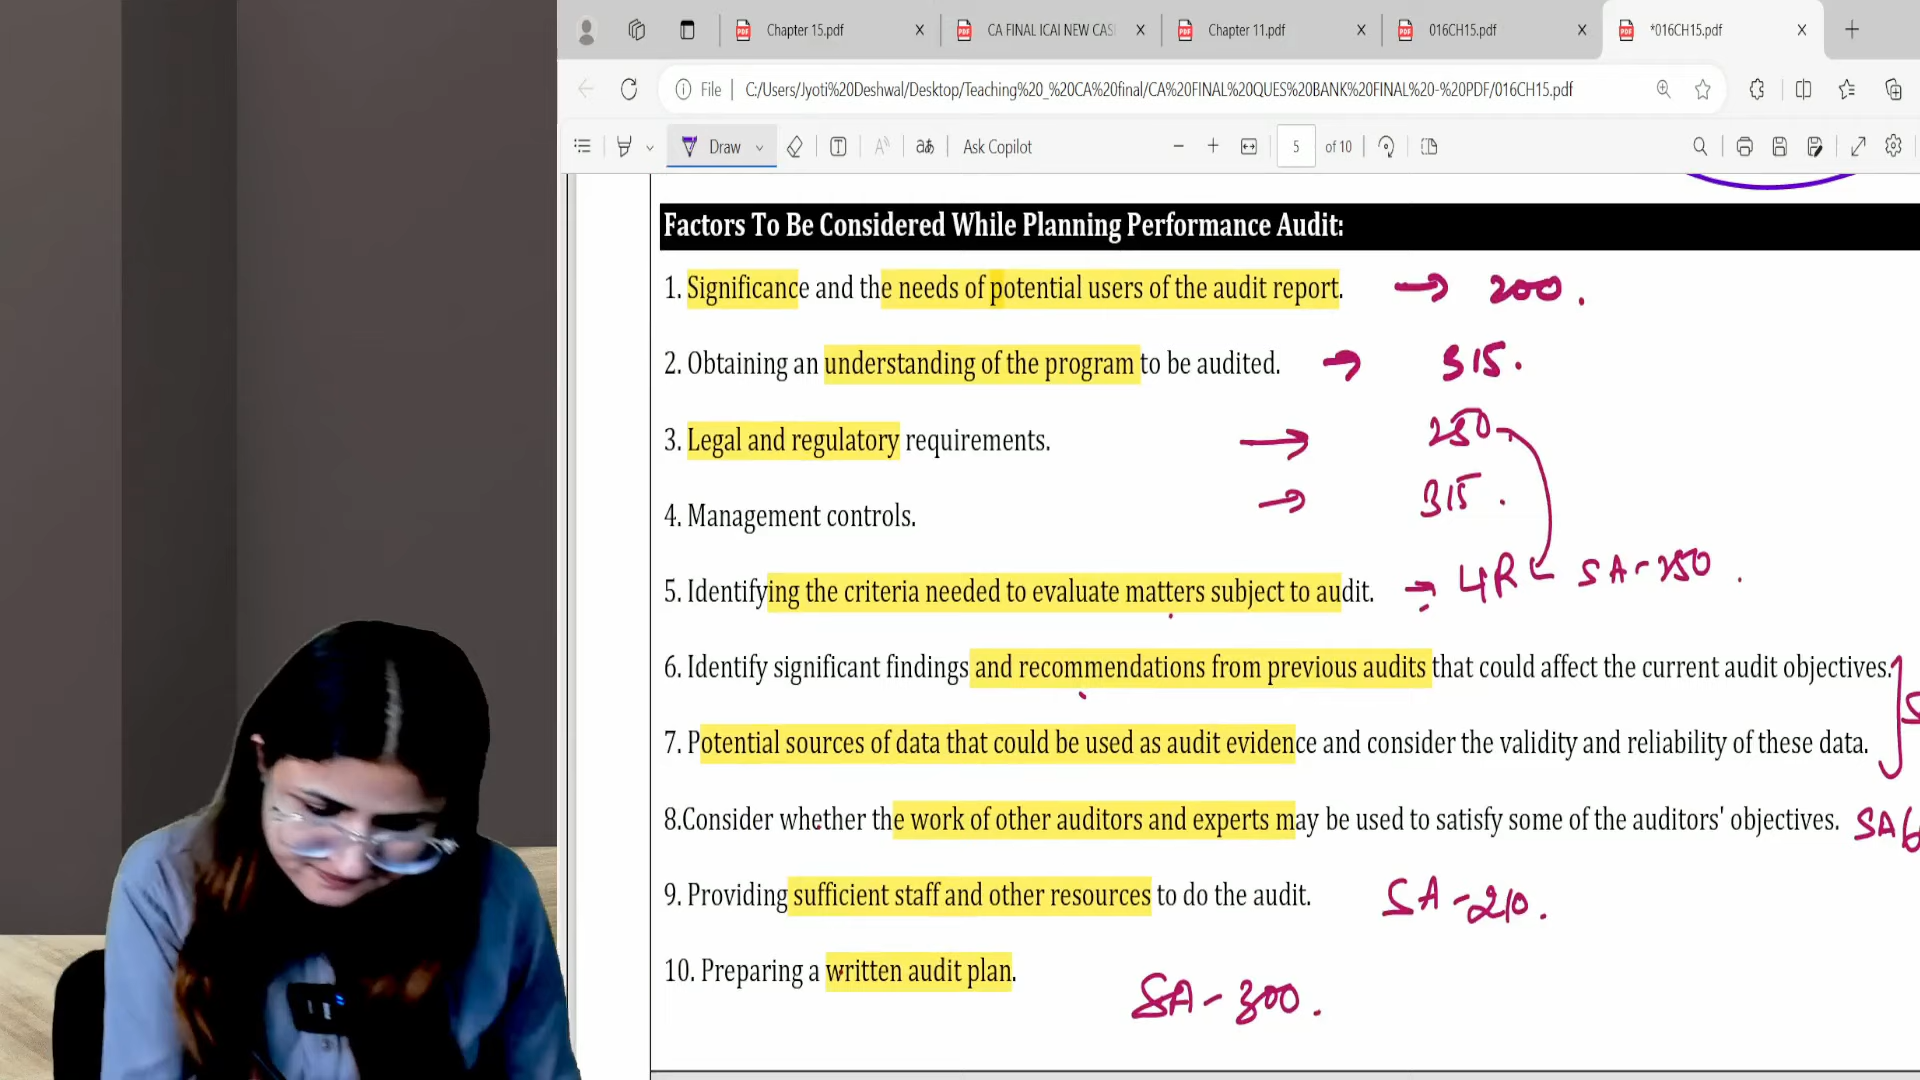 Chapter 15.pdf
CA FINAL ICAI NEW CAS
Chapter 11.pdf
016CH15.pdf
*016CH15.pdf
File
C:/Users/Jyoti%20Deshwal/Desktop/Teaching%20_%20CA%20final/CA%20FINAL%20QUES%20BANK%20FINAL%20-%20PDF/016CH15.pdf
Draw
Ask Copilot
5 of 10
Factors To Be Considered While Planning Performance Audit:
1. Significance and the needs of potential users of the audit report. → 200.
2. Obtaining an understanding of the program to be audited. → 315.
3. Legal and regulatory requirements. → 250
4. Management controls. → 315.
5. Identifying the criteria needed to evaluate matters subject to audit. → 4R SA-250.
6. Identify significant findings and recommendations from previous audits that could affect the current audit objectives.
7. Potential sources of data that could be used as audit evidence and consider the validity and reliability of these data.
8.Consider whether the work of other auditors and experts may be used to satisfy some of the auditors' objectives. SA 6
9. Providing sufficient staff and other resources to do the audit. SA-210.
10. Preparing a written audit plan. SA-300.